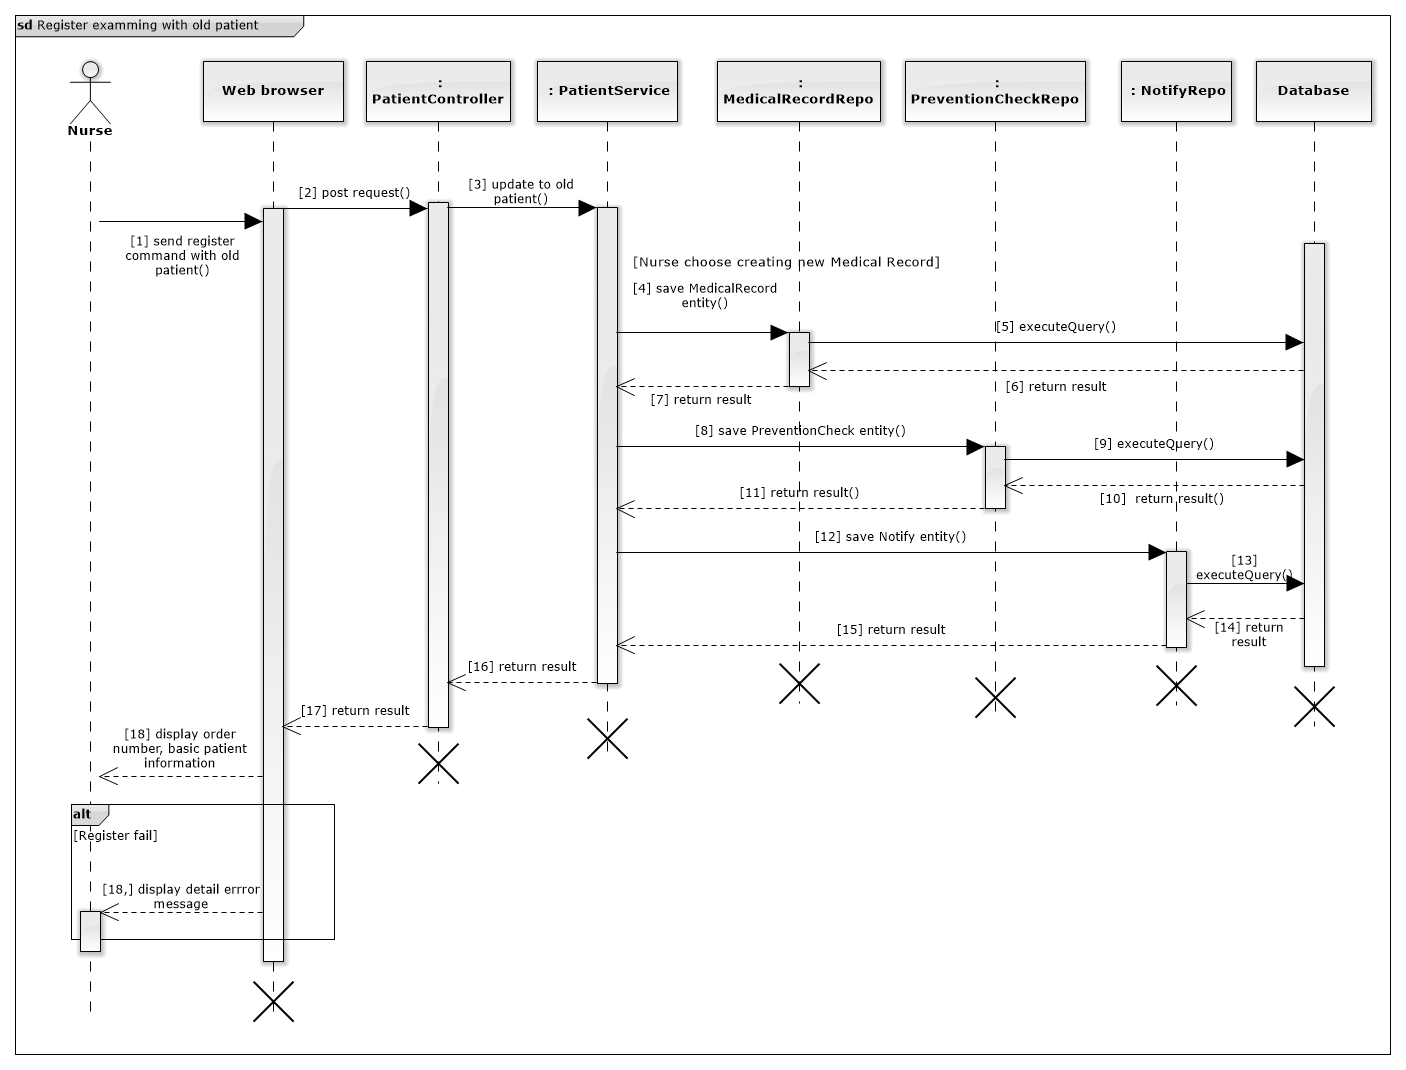 sd Register examming with old patient
Nurse
Web browser
:
PatientController
: PatientService
:
MedicalRecordRepo
:
PreventionCheckRepo
: NotifyRepo
Database
[1] send register
command with old
patient()
[2] post request()
[3] update to old
patient()
[Nurse choose creating new Medical Record]
[4] save MedicalRecord
entity()
[5] executeQuery()
[6] return result
[7] return result
[8] save PreventionCheck entity()
[9] executeQuery()
[10]  return result()
[11] return result()
[12] save Notify entity()
[13]
executeQuery()
[14] return
result
[15] return result
[16] return result
[17] return result
[18] display order
number, basic patient
information
alt
[Register fail]
[18,] display detail errror
message